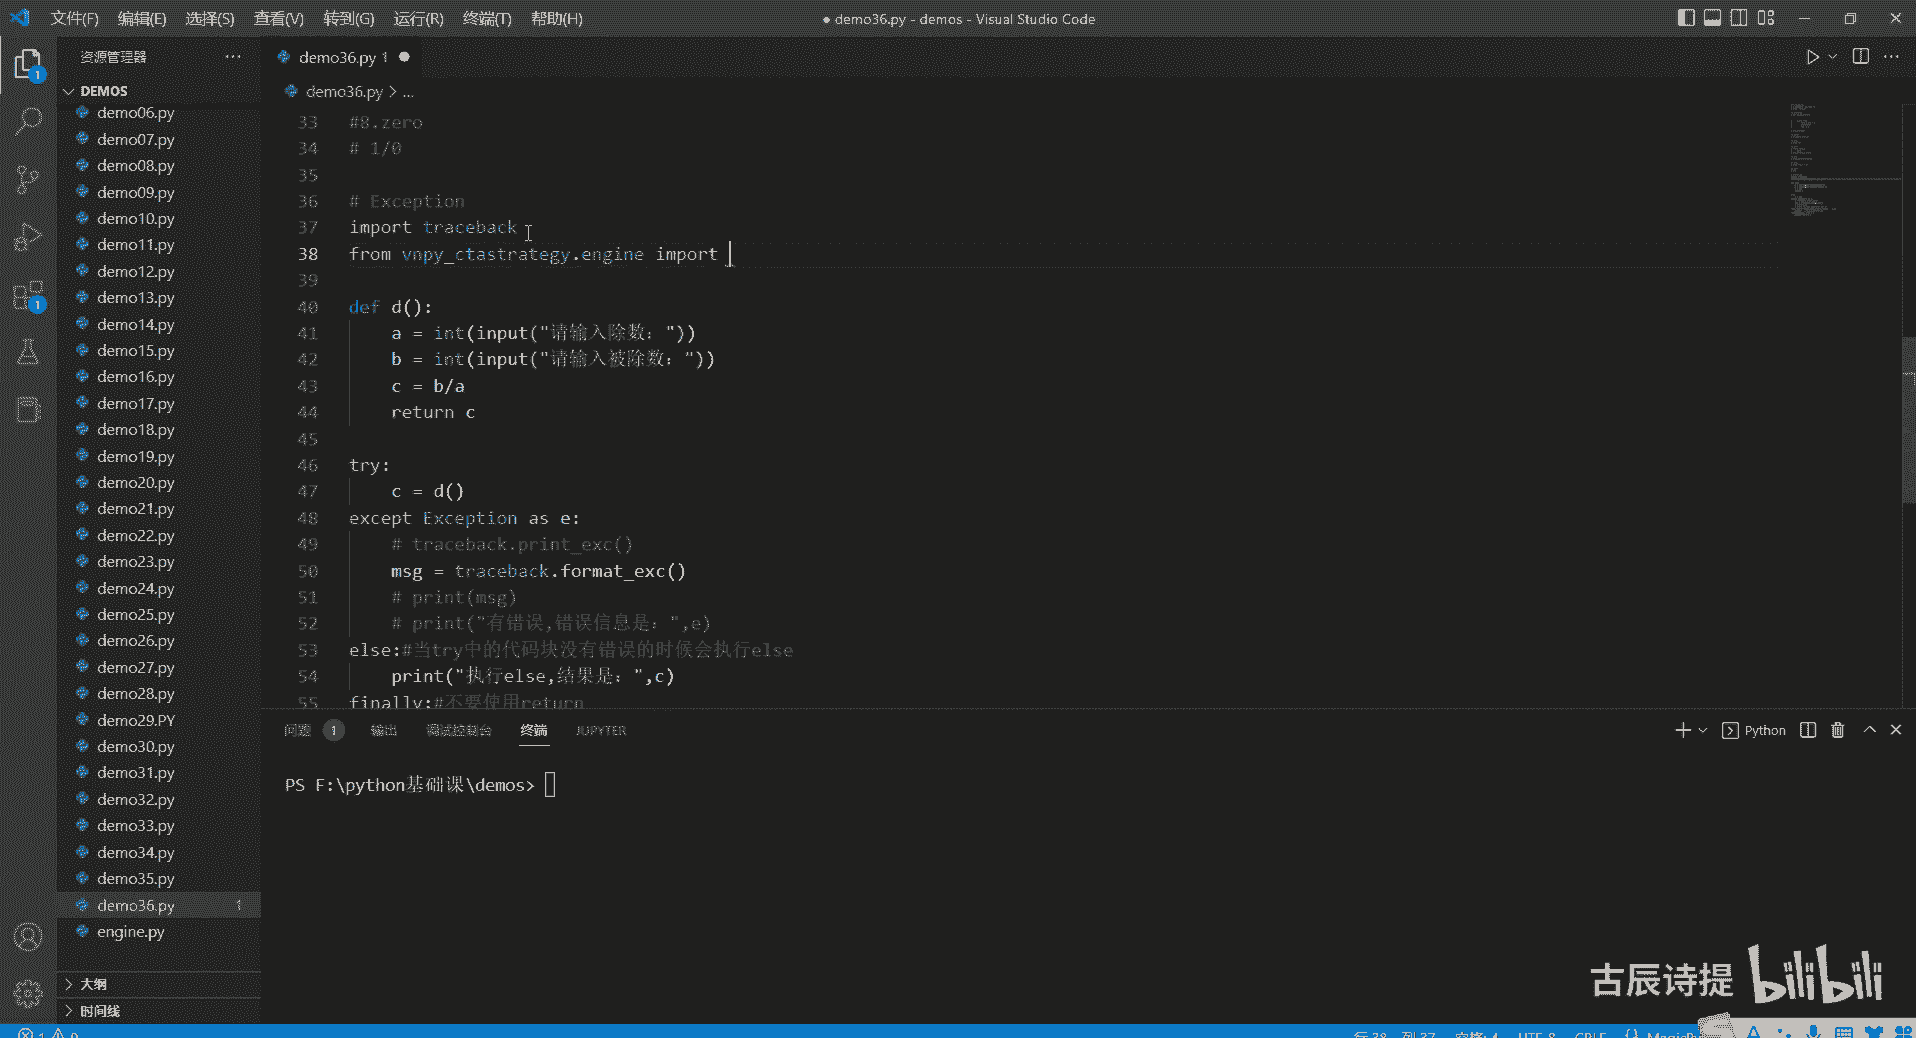 文件(F) 编辑(E) 选择(S) 查看(V) 转到(G) 运行(R) 终端(T) 帮助(H)
● demo36.py - demos - Visual Studio Code
资源管理器 ···
demo36.py 1 ●
DEMOS
demo36.py > ...
demo06.py
demo07.py
demo08.py
demo09.py
demo10.py
demo11.py
demo12.py
demo13.py
demo14.py
demo15.py
demo16.py
demo17.py
demo18.py
demo19.py
demo20.py
demo21.py
demo22.py
demo23.py
demo24.py
demo25.py
demo26.py
demo27.py
demo28.py
demo29.PY
demo30.py
demo31.py
demo32.py
demo33.py
demo34.py
demo35.py
demo36.py 1
engine.py
大纲
时间线
1
1
33 #8.zero
34 # 1/0
35
36 # Exception
37 import traceback
38 from vnpy_ctastrategy.engine import
39
40 def d():
41 a = int(input("请输入除数: "))
42 b = int(input("请输入被除数: "))
43 c = b/a
44 return c
45
46 try:
47 c = d()
48 except Exception as e:
49 # traceback.print_exc()
50 msg = traceback.format_exc()
51 # print(msg)
52 # print("有错误,错误信息是: ",e)
53 else:#当try中的代码块没有错误的时候会执行else
54 print("执行else,结果是: ",c)
55 finally:#不要使用return
问题 1 输出 调试控制台 终端 JUPYTER
Python
PS F:\python基础课\demos>
古辰诗提 bilibili
行 38, 列 37 空格: 4 UTF-8 CRLF